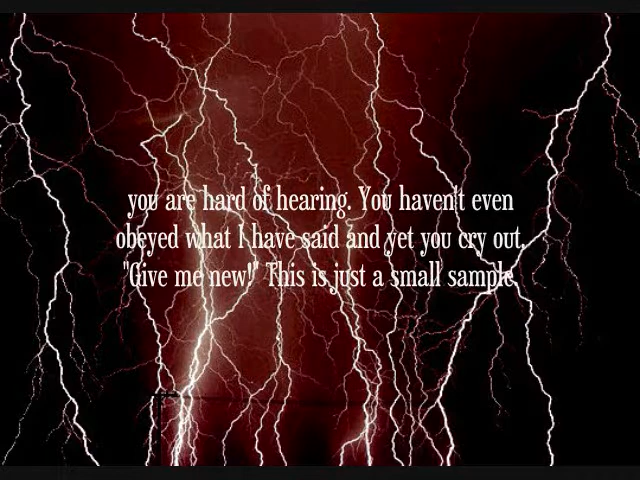 you are hard of hearing. You haven't even
obeyed what I have said and yet you cry out,
"Give me new!" This is just a small sample